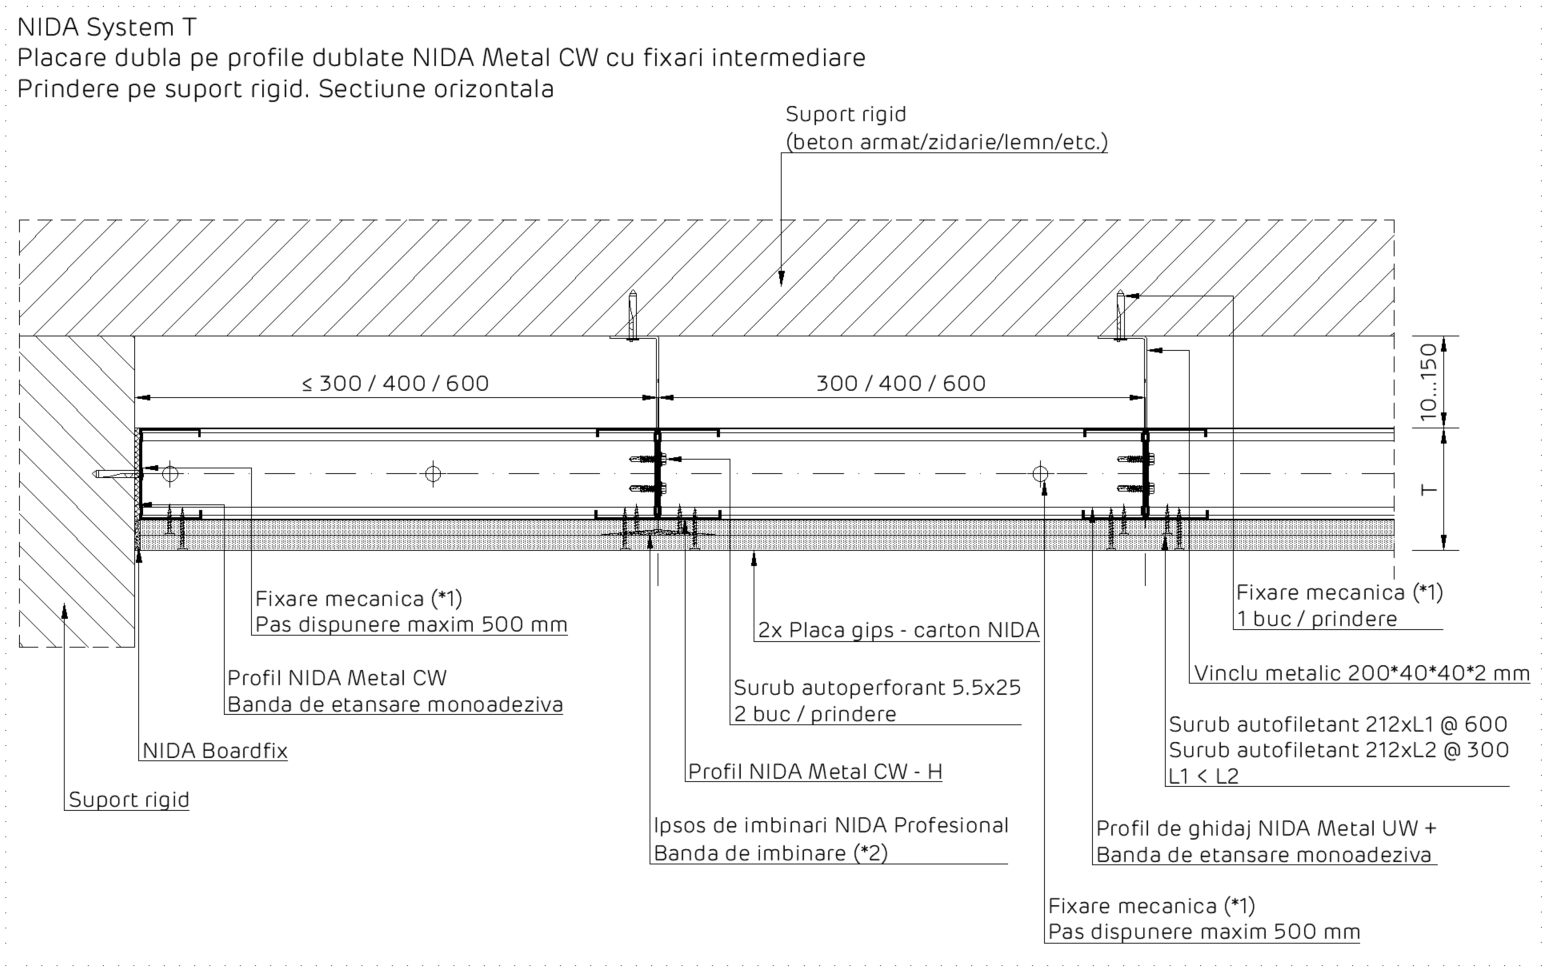 NIDA System T
Placare dubla pe profile dublate NIDA Metal CW cu fixari intermediare
Prindere pe suport rigid. Sectiune orizontala
Suport rigid
(beton armat/zidarie/lemn/etc.)
≤ 300 / 400 / 600
300 / 400 / 600
10...150
T
Fixare mecanica (*1)
Pas dispunere maxim 500 mm
Profil NIDA Metal CW
Banda de etansare monoadeziva
NIDA Boardfix
Suport rigid
2x Placa gips - carton NIDA
Surub autoperforant 5.5x25
2 buc / prindere
Profil NIDA Metal CW - H
Ipsos de imbinari NIDA Profesional
Banda de imbinare (*2)
Fixare mecanica (*1)
1 buc / prindere
Vinclu metalic 200*40*40*2 mm
Surub autofiletant 212xL1 @ 600
Surub autofiletant 212xL2 @ 300
L1 < L2
Profil de ghidaj NIDA Metal UW +
Banda de etansare monoadeziva
Fixare mecanica (*1)
Pas dispunere maxim 500 mm